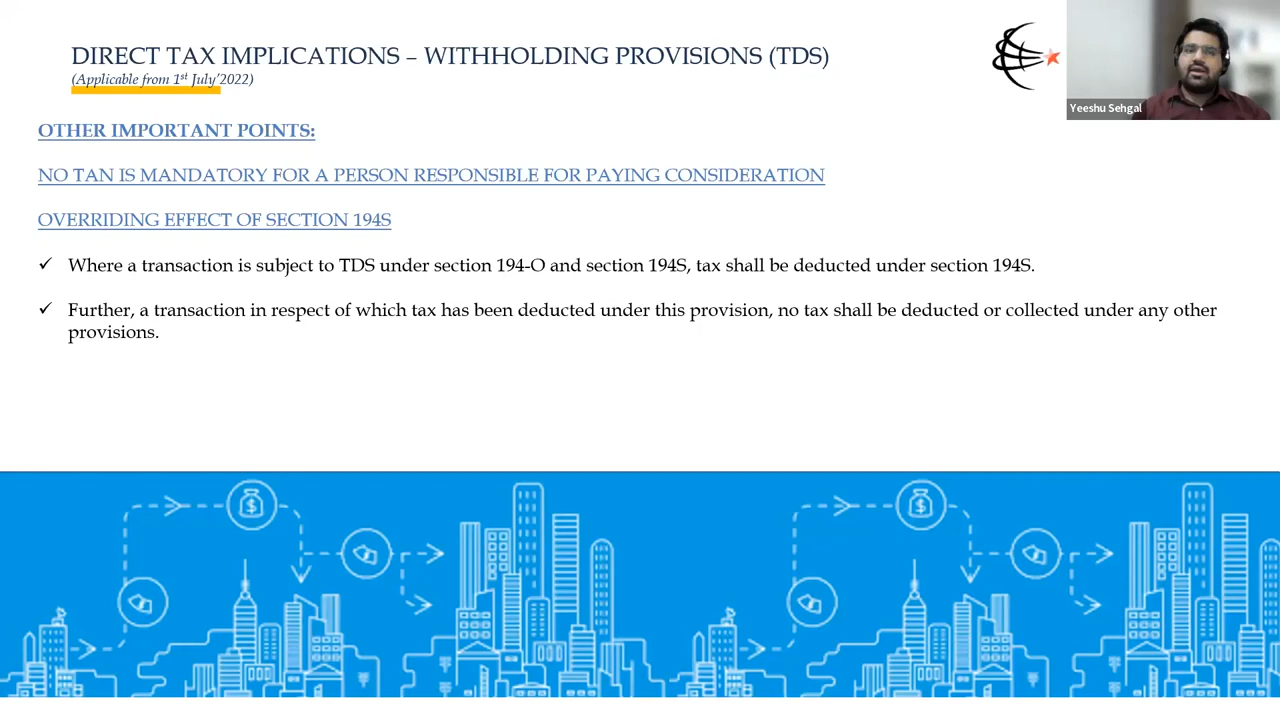 DIRECT TAX IMPLICATIONS – WITHHOLDING PROVISIONS (TDS)
(Applicable from 1st July'2022)
Yeeshu Sehgal
OTHER IMPORTANT POINTS:
NO TAN IS MANDATORY FOR A PERSON RESPONSIBLE FOR PAYING CONSIDERATION
OVERRIDING EFFECT OF SECTION 194S
✓ Where a transaction is subject to TDS under section 194-O and section 194S, tax shall be deducted under section 194S.
✓ Further, a transaction in respect of which tax has been deducted under this provision, no tax shall be deducted or collected under any other
provisions.